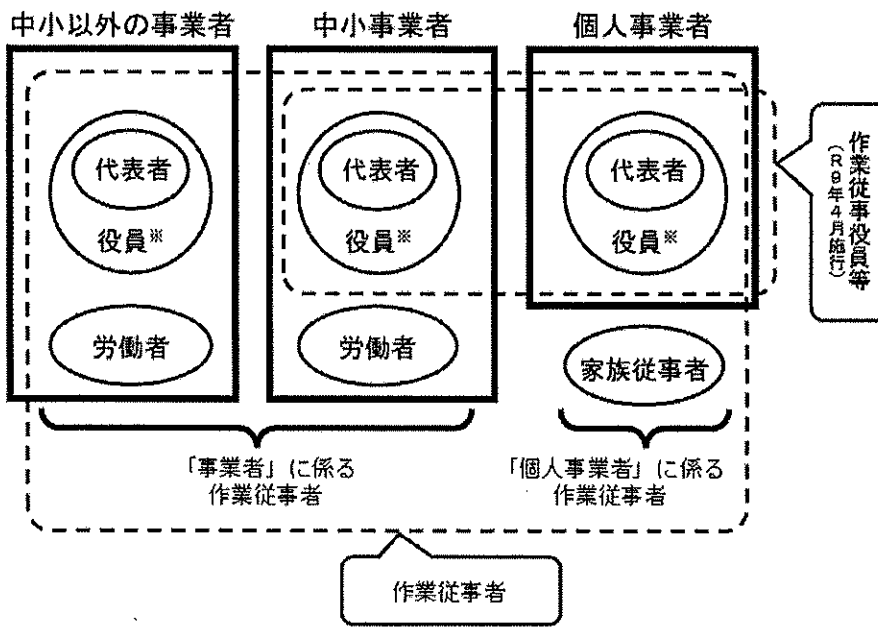 中小以外の事業者
中小事業者
個人事業者
代表者
役員※
労働者
代表者
役員※
労働者
代表者
役員※
家族従事者
作業従事役員等
(R9年4月施行)
「事業者」に係る
作業従事者
「個人事業者」に係る
作業従事者
作業従事者